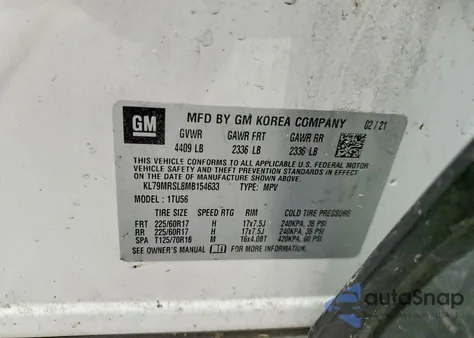 GM
MFD BY GM KOREA COMPANY 02/21
GVWR GAWR FRT GAWR RR
4409 LB 2336 LB 2336 LB
THIS VEHICLE CONFORMS TO ALL APPLICABLE U.S. FEDERAL MOTOR
VEHICLE SAFETY AND THEFT PREVENTION STANDARDS IN EFFECT ON
THE DATE OF MANUFACTURE SHOWN ABOVE.
KL79MRSL8MB154633 TYPE: MPV
MODEL: 1TU56
TIRE SIZE SPEED RTG RIM COLD TIRE PRESSURE
FRT 225/60R17 H 17x7.5J 240KPA, 35 PSI
RR 225/60R17 H 17x7.5J 240KPA, 35 PSI
SPA T125/70R16 M 16x4.0BT 420KPA, 60 PSI
SEE OWNER'S MANUAL FOR MORE INFORMATION.
autoSnap